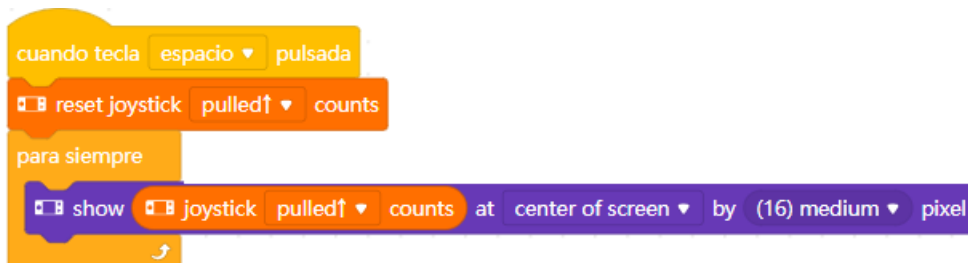 cuando tecla espacio pulsada
reset joystick pulled↑ counts
para siempre
show joystick pulled↑ counts at center of screen by (16) medium pixel